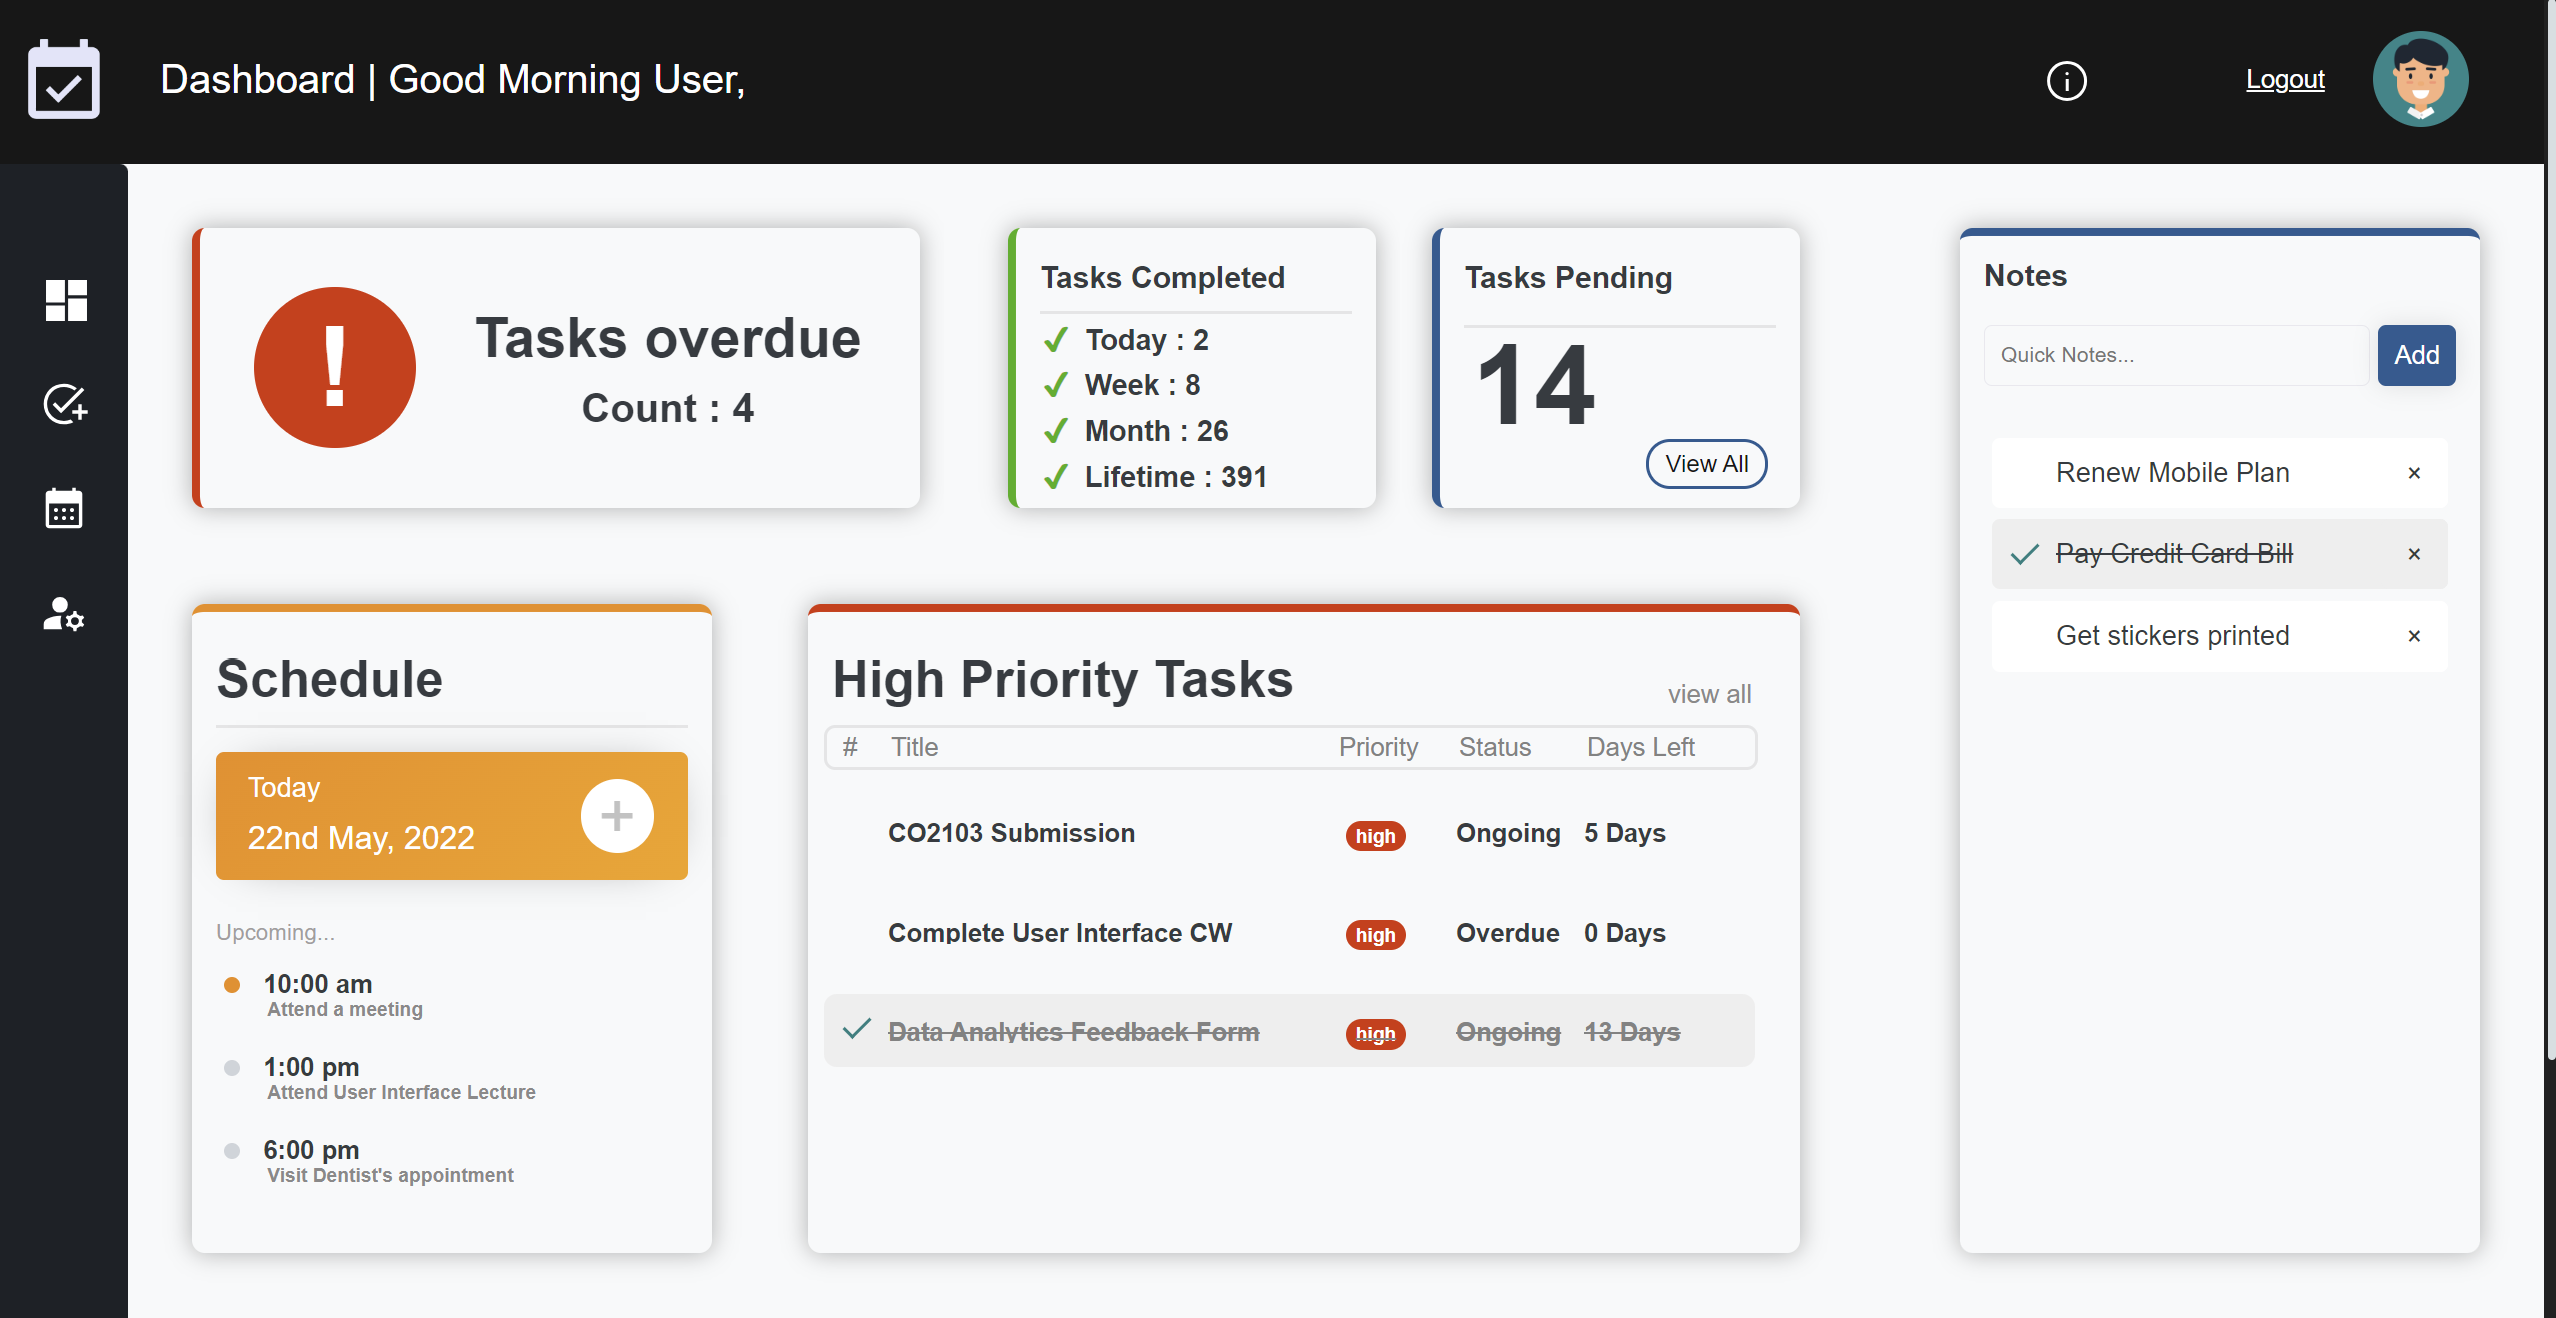 Dashboard | Good Morning User,
Logout
Tasks overdue
Count : 4
Tasks Completed
Today : 2
Week : 8
Month : 26
Lifetime : 391
Tasks Pending
14
View All
Notes
Quick Notes...
Add
Renew Mobile Plan ×
Pay Credit Card Bill ×
Get stickers printed ×
Schedule
Today
22nd May, 2022
Upcoming...
10:00 am
Attend a meeting
1:00 pm
Attend User Interface Lecture
6:00 pm
Visit Dentist's appointment
High Priority Tasks
view all
# Title Priority Status Days Left
CO2103 Submission high Ongoing 5 Days
Complete User Interface CW high Overdue 0 Days
Data Analytics Feedback Form high Ongoing 13 Days